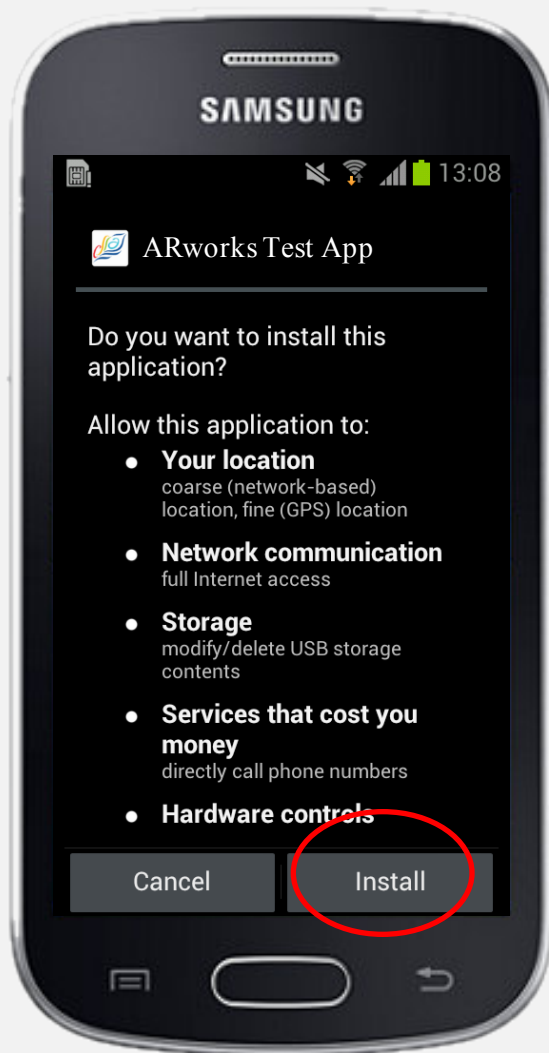 SAMSUNG
13:08
ARworks Test App
Do you want to install this
application?
Allow this application to:
● Your location
coarse (network-based)
location, fine (GPS) location
● Network communication
full Internet access
● Storage
modify/delete USB storage
contents
● Services that cost you
money
directly call phone numbers
● Hardware controls
Cancel Install